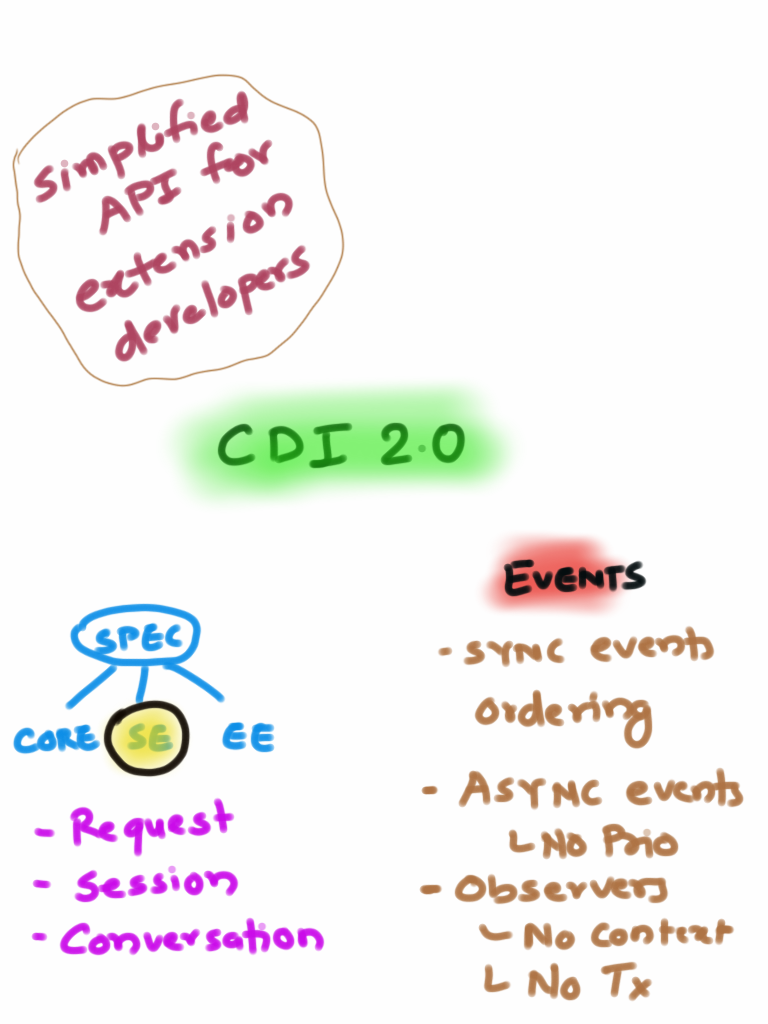 Simplified
API for
extension
developers
CDI 2.0
SPEC
CORE SE EE
- Request
- Session
- Conversation
EVENTS
- SYNC events
ordering
- ASYNC events
No Prio
- Observers
No Context
No Tx